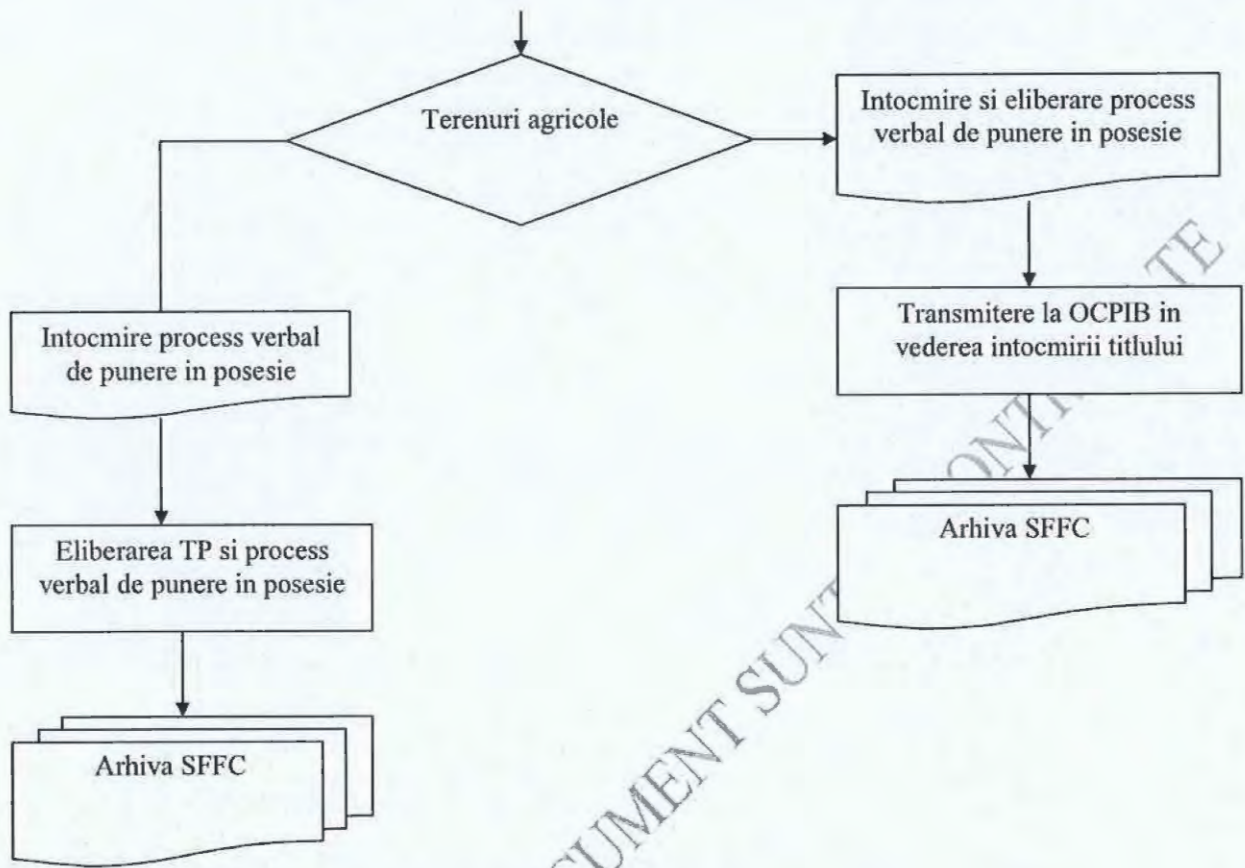 Terenuri agricole
Intocmire si eliberare process
verbal de punere in posesie
Intocmire process verbal
de punere in posesie
Transmitere la OCPIB in
vederea intocmirii titlului
Eliberarea TP si process
verbal de punere in posesie
Arhiva SFFC
Arhiva SFFC
SUNT